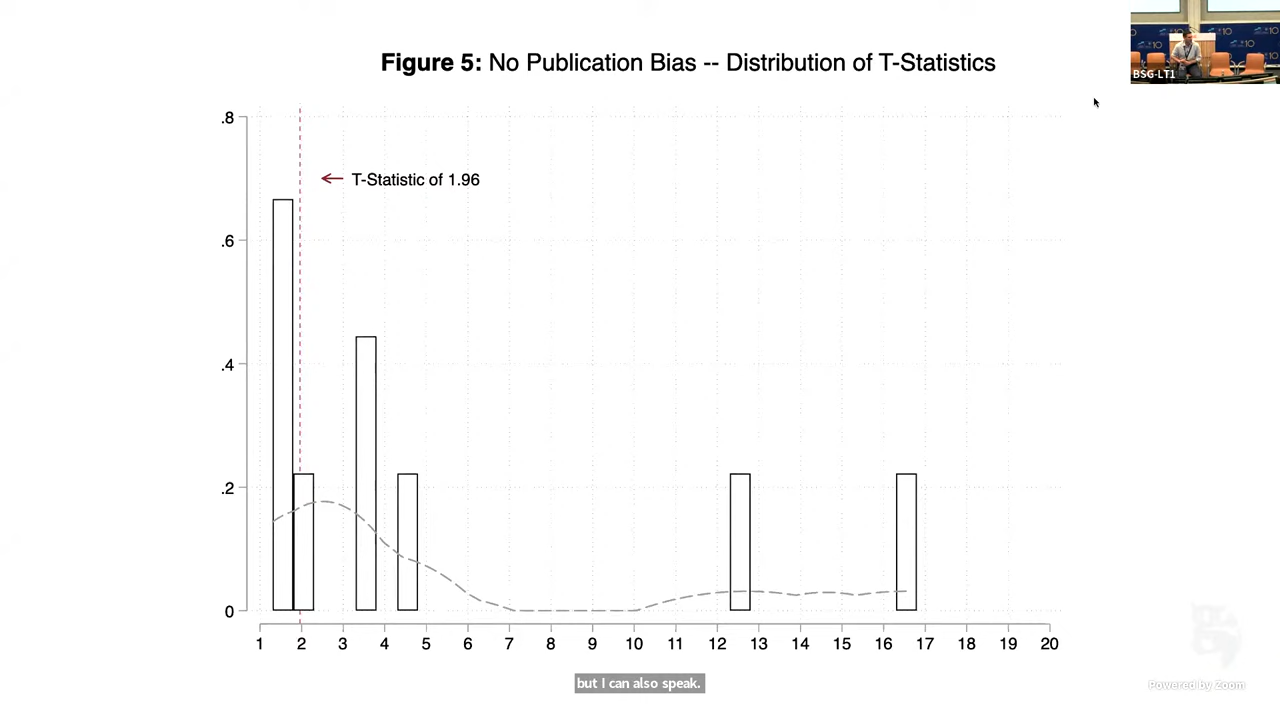 Figure 5: No Publication Bias -- Distribution of T-Statistics
BSG-LT1
.8
T-Statistic of 1.96
.6
.4
.2
0
1 2 3 4 5 6 7 8 9 10 11 12 13 14 15 16 17 18 19 20
but I can also speak.
Powered by Zoom